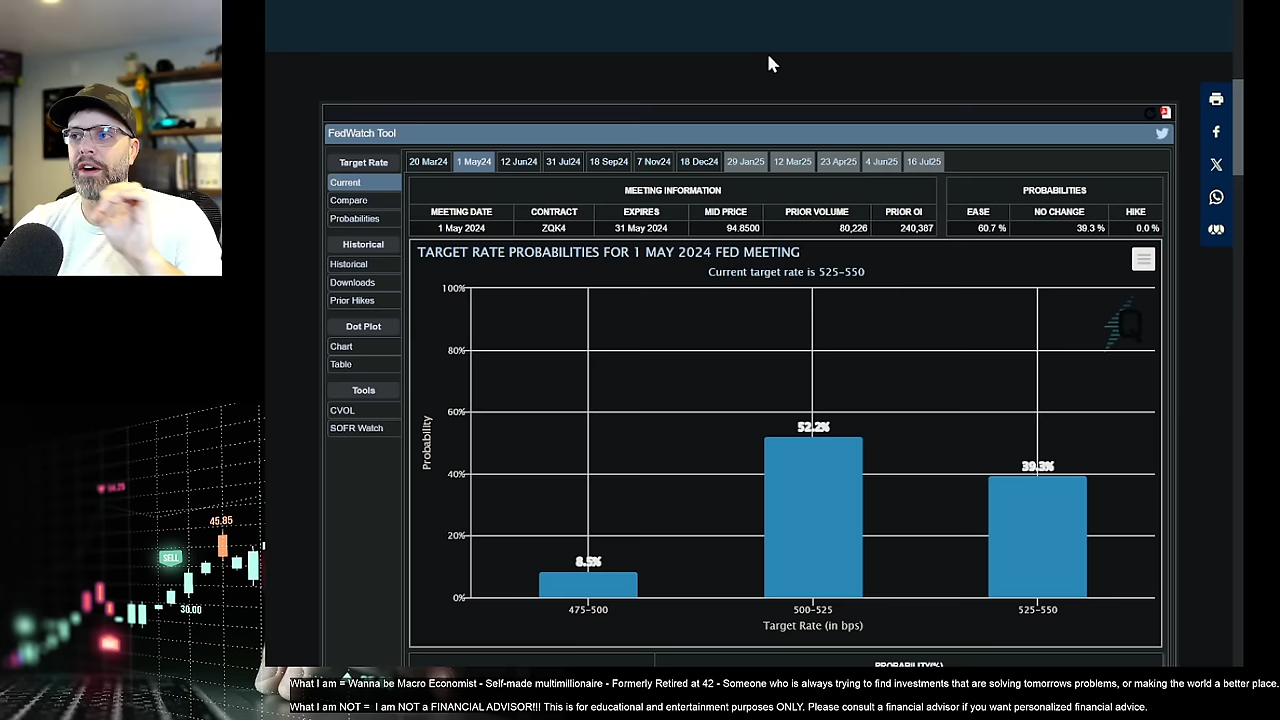 FedWatch Tool
Target Rate
Current
Compare
Probabilities
Historical
Historical
Downloads
Prior Hikes
Dot Plot
Chart
Table
Tools
CVOL
SOFR Watch
20 Mar24 1 May24 12 Jun24 31 Jul24 18 Sep24 7 Nov24 18 Dec24 29 Jan25 12 Mar25 23 Apr25 4 Jun25 16 Jul25
MEETING INFORMATION
MEETING DATE CONTRACT EXPIRES MID PRICE PRIOR VOLUME PRIOR OI
1 May 2024 ZQK4 31 May 2024 94.8500 80,226 240,387
PROBABILITIES
EASE NO CHANGE HIKE
60.7 % 39.3 % 0.0 %
TARGET RATE PROBABILITIES FOR 1 MAY 2024 FED MEETING
Current target rate is 525-550
Probability
100%
80%
60%
40%
20%
0%
8.5%
52.2%
39.3%
Q
475-500 500-525 525-550
Target Rate (in bps)
PROBABILITY(%)
45.85
SELL
30.00
What I am = Wanna be Macro Economist - Self-made multimillionaire - Formerly Retired at 42 - Someone who is always trying to find investments that are solving tomorrows problems, or making the world a better place.
What I am NOT = I am NOT a FINANCIAL ADVISOR!!! This is for educational and entertainment purposes ONLY. Please consult a financial advisor if you want personalized financial advice.